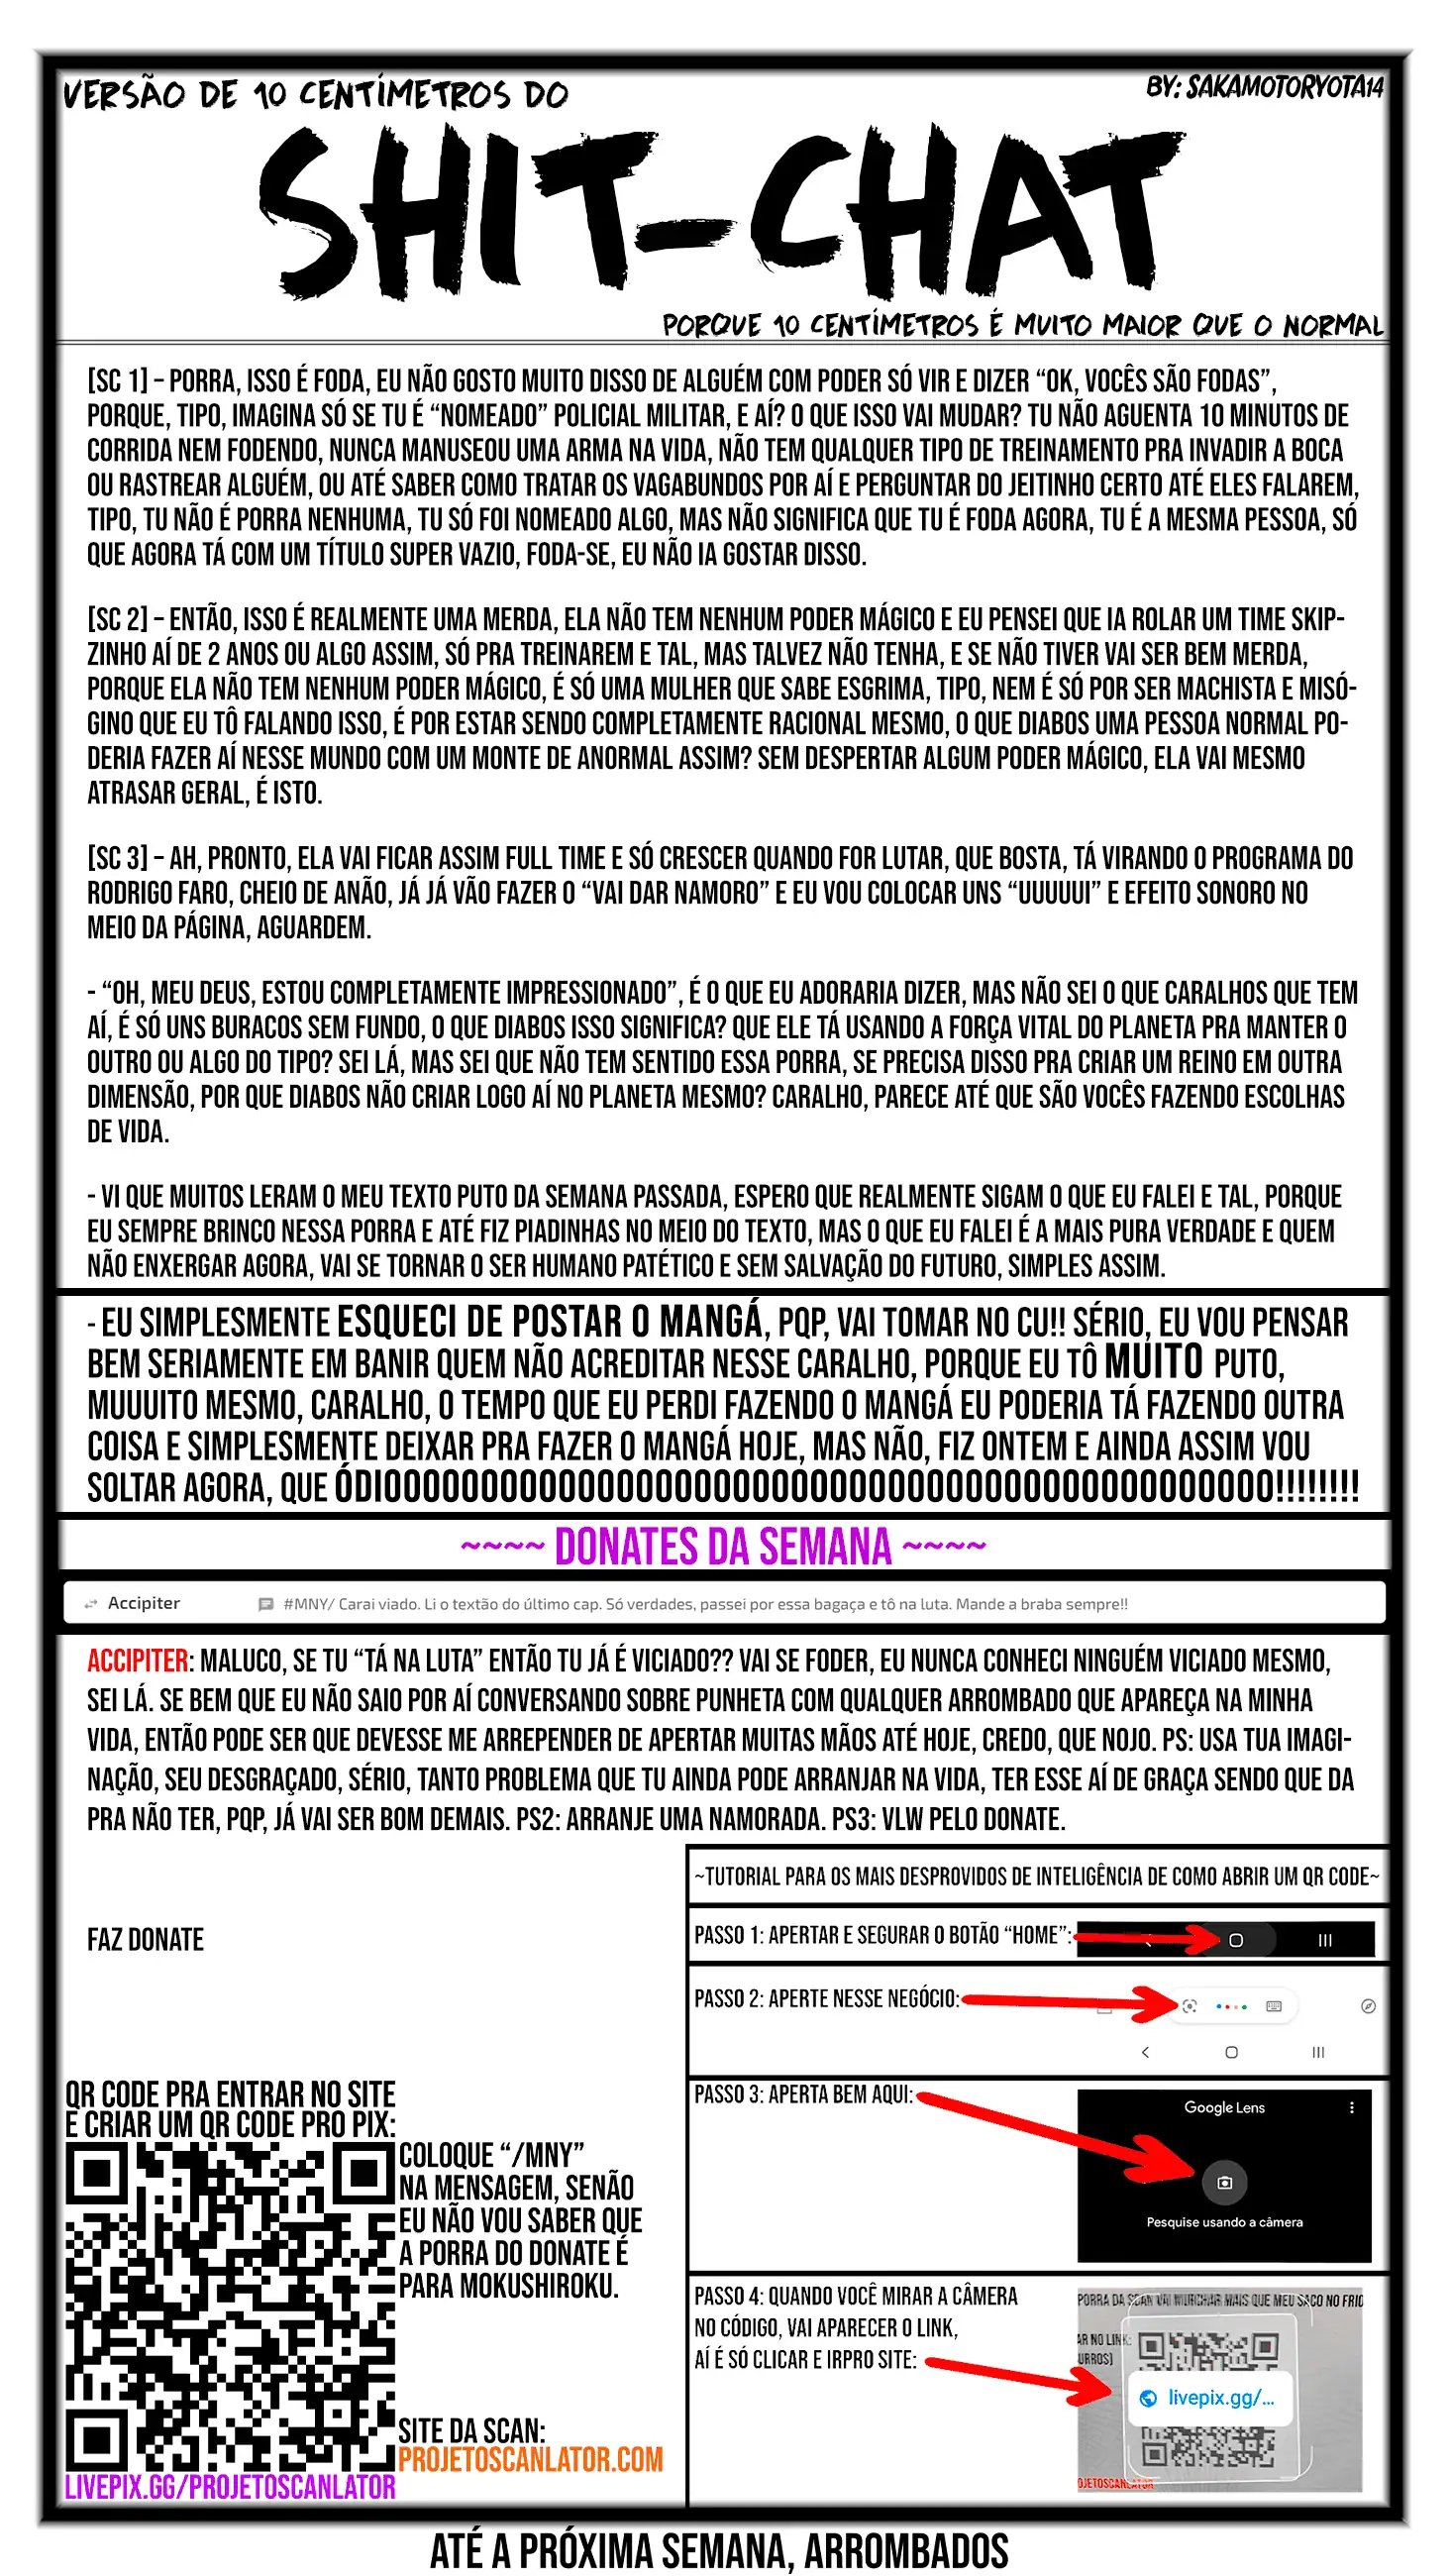 VERSÃO DE 10 CENTÍMETROS DO
BY: SAKAMOTORYOTA14
SHIT-CHAT
PORQUE 10 CENTÍMETROS É MUITO MAIOR QUE O NORMAL
[SC 1] – PORRA, ISSO É FODA, EU NÃO GOSTO MUITO DISSO DE ALGUÉM COM PODER SÓ VIR E DIZER “OK, VOCÊS SÃO FODAS”,
PORQUE, TIPO, IMAGINA SÓ SE TU É “NOMEADO” POLICIAL MILITAR, E AÍ? O QUE ISSO VAI MUDAR? TU NÃO AGUENTA 10 MINUTOS DE
CORRIDA NEM FODENDO, NUNCA MANUSEOU UMA ARMA NA VIDA, NÃO TEM QUALQUER TIPO DE TREINAMENTO PRA INVADIR A BOCA
OU RASTREAR ALGUÉM, OU ATÉ SABER COMO TRATAR OS VAGABUNDOS POR AÍ E PERGUNTAR DO JEITINHO CERTO ATÉ ELES FALAREM,
TIPO, TU NÃO É PORRA NENHUMA, TU SÓ FOI NOMEADO ALGO, MAS NÃO SIGNIFICA QUE TU É FODA AGORA, TU É A MESMA PESSOA, SÓ
QUE AGORA TÁ COM UM TÍTULO SUPER VAZIO, FODA-SE, EU NÃO IA GOSTAR DISSO.
[SC 2] – ENTÃO, ISSO É REALMENTE UMA MERDA, ELA NÃO TEM NENHUM PODER MÁGICO E EU PENSEI QUE IA ROLAR UM TIME SKIP-
ZINHO AÍ DE 2 ANOS OU ALGO ASSIM, SÓ PRA TREINAREM E TAL, MAS TALVEZ NÃO TENHA, E SE NÃO TIVER VAI SER BEM MERDA,
PORQUE ELA NÃO TEM NENHUM PODER MÁGICO, É SÓ UMA MULHER QUE SABE ESGRIMA, TIPO, NEM É SÓ POR SER MACHISTA E MISÓ-
GINO QUE EU TÔ FALANDO ISSO, É POR ESTAR SENDO COMPLETAMENTE RACIONAL MESMO, O QUE DIABOS UMA PESSOA NORMAL PO-
DERIA FAZER AÍ NESSE MUNDO COM UM MONTE DE ANORMAL ASSIM? SEM DESPERTAR ALGUM PODER MÁGICO, ELA VAI MESMO
ATRASAR GERAL, É ISTO.
[SC 3] – AH, PRONTO, ELA VAI FICAR ASSIM FULL TIME E SÓ CRESCER QUANDO FOR LUTAR, QUE BOSTA, TÁ VIRANDO O PROGRAMA DO
RODRIGO FARO, CHEIO DE ANÃO, JÁ JÁ VÃO FAZER O “VAI DAR NAMORO” E EU VOU COLOCAR UNS “UUUUUI” E EFEITO SONORO NO
MEIO DA PÁGINA, AGUARDEM.
- “OH, MEU DEUS, ESTOU COMPLETAMENTE IMPRESSIONADO”, É O QUE EU ADORARIA DIZER, MAS NÃO SEI O QUE CARALHOS QUE TEM
AÍ, É SÓ UNS BURACOS SEM FUNDO, O QUE DIABOS ISSO SIGNIFICA? QUE ELE TÁ USANDO A FORÇA VITAL DO PLANETA PRA MANTER O
OUTRO OU ALGO DO TIPO? SEI LÁ, MAS SEI QUE NÃO TEM SENTIDO ESSA PORRA, SE PRECISA DISSO PRA CRIAR UM REINO EM OUTRA
DIMENSÃO, POR QUE DIABOS NÃO CRIAR LOGO AÍ NO PLANETA MESMO? CARALHO, PARECE ATÉ QUE SÃO VOCÊS FAZENDO ESCOLHAS
DE VIDA.
- VI QUE MUITOS LERAM O MEU TEXTO PUTO DA SEMANA PASSADA, ESPERO QUE REALMENTE SIGAM O QUE EU FALEI E TAL, PORQUE
EU SEMPRE BRINCO NESSA PORRA E ATÉ FIZ PIADINHAS NO MEIO DO TEXTO, MAS O QUE EU FALEI É A MAIS PURA VERDADE E QUEM
NÃO ENXERGAR AGORA, VAI SE TORNAR O SER HUMANO PATÉTICO E SEM SALVAÇÃO DO FUTURO, SIMPLES ASSIM.
- EU SIMPLESMENTE ESQUECI DE POSTAR O MANGÁ, PQP, VAI TOMAR NO CU!! SÉRIO, EU VOU PENSAR
BEM SERIAMENTE EM BANIR QUEM NÃO ACREDITAR NESSE CARALHO, PORQUE EU TÔ MUITO PUTO,
MUUUITO MESMO, CARALHO, O TEMPO QUE EU PERDI FAZENDO O MANGÁ EU PODERIA TÁ FAZENDO OUTRA
COISA E SIMPLESMENTE DEIXAR PRA FAZER O MANGÁ HOJE, MAS NÃO, FIZ ONTEM E AINDA ASSIM VOU
SOLTAR AGORA, QUE ÓDIOOOOOOOOOOOOOOOOOOOOOOOOOOOOOOOOOOOOOOOOOOOOOO!!!!!!!!
~~~~ DONATES DA SEMANA ~~~~
Accipiter #MNY/ Carai viado. Li o textão do último cap. Só verdades, passei por essa bagaça e tô na luta. Mande a braba sempre!!
ACCIPITER: MALUCO, SE TU “TÁ NA LUTA” ENTÃO TU JÁ É VICIADO?? VAI SE FODER, EU NUNCA CONHECI NINGUÉM VICIADO MESMO,
SEI LÁ. SE BEM QUE EU NÃO SAIO POR AÍ CONVERSANDO SOBRE PUNHETA COM QUALQUER ARROMBADO QUE APAREÇA NA MINHA
VIDA, ENTÃO PODE SER QUE DEVESSE ME ARREPENDER DE APERTAR MUITAS MÃOS ATÉ HOJE, CREDO, QUE NOJO. PS: USA TUA IMAGI-
NAÇÃO, SEU DESGRAÇADO, SÉRIO, TANTO PROBLEMA QUE TU AINDA PODE ARRANJAR NA VIDA, TER ESSE AÍ DE GRAÇA SENDO QUE DA
PRA NÃO TER, PQP, JÁ VAI SER BOM DEMAIS. PS2: ARRANJE UMA NAMORADA. PS3: VLW PELO DONATE.
FAZ DONATE
QR CODE PRA ENTRAR NO SITE
E CRIAR UM QR CODE PRO PIX:
COLOQUE “/MNY”
NA MENSAGEM, SENÃO
EU NÃO VOU SABER QUE
A PORRA DO DONATE É
PARA MOKUSHIROKU.
SITE DA SCAN:
PROJETOSCANLATOR.COM
LIVEPIX.GG/PROJETOSCANLATOR
~TUTORIAL PARA OS MAIS DESPROVIDOS DE INTELIGÊNCIA DE COMO ABRIR UM QR CODE~
PASSO 1: APERTAR E SEGURAR O BOTÃO “HOME”:
PASSO 2: APERTE NESSE NEGÓCIO:
PASSO 3: APERTA BEM AQUI:
Google Lens
Pesquise usando a câmera
PASSO 4: QUANDO VOCÊ MIRAR A CÂMERA
NO CÓDIGO, VAI APARECER O LINK,
AÍ É SÓ CLICAR E IRPRO SITE:
PORRA DA SCAN VAI MURCHAR MAIS QUE MEU SACO NO FRIO
AR NO LINK:
URROS)
livepix.gg/...
OJETOSCANLATOR
ATÉ A PRÓXIMA SEMANA, ARROMBADOS